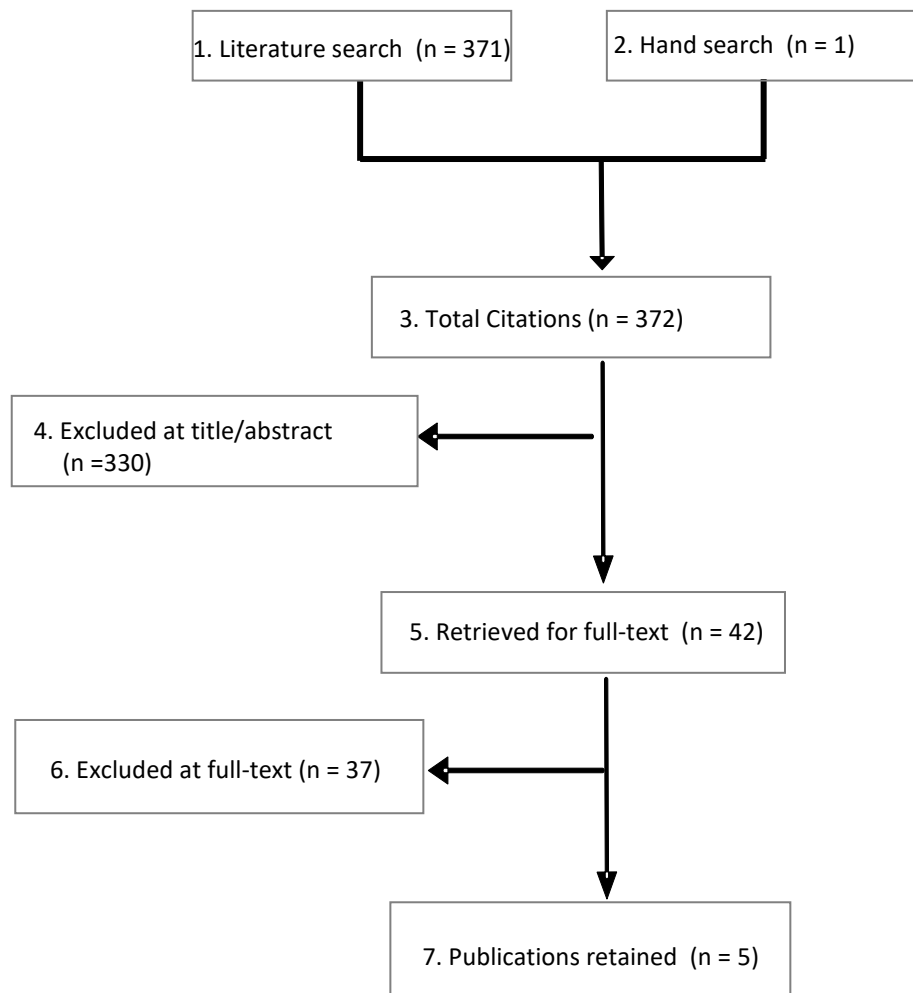 1. Literature search  (n = 371)
2. Hand search  (n = 1)
3. Total Citations (n = 372)
4. Excluded at title/abstract
(n =330)
5. Retrieved for full-text  (n = 42)
6. Excluded at full-text (n = 37)
7. Publications retained  (n = 5)